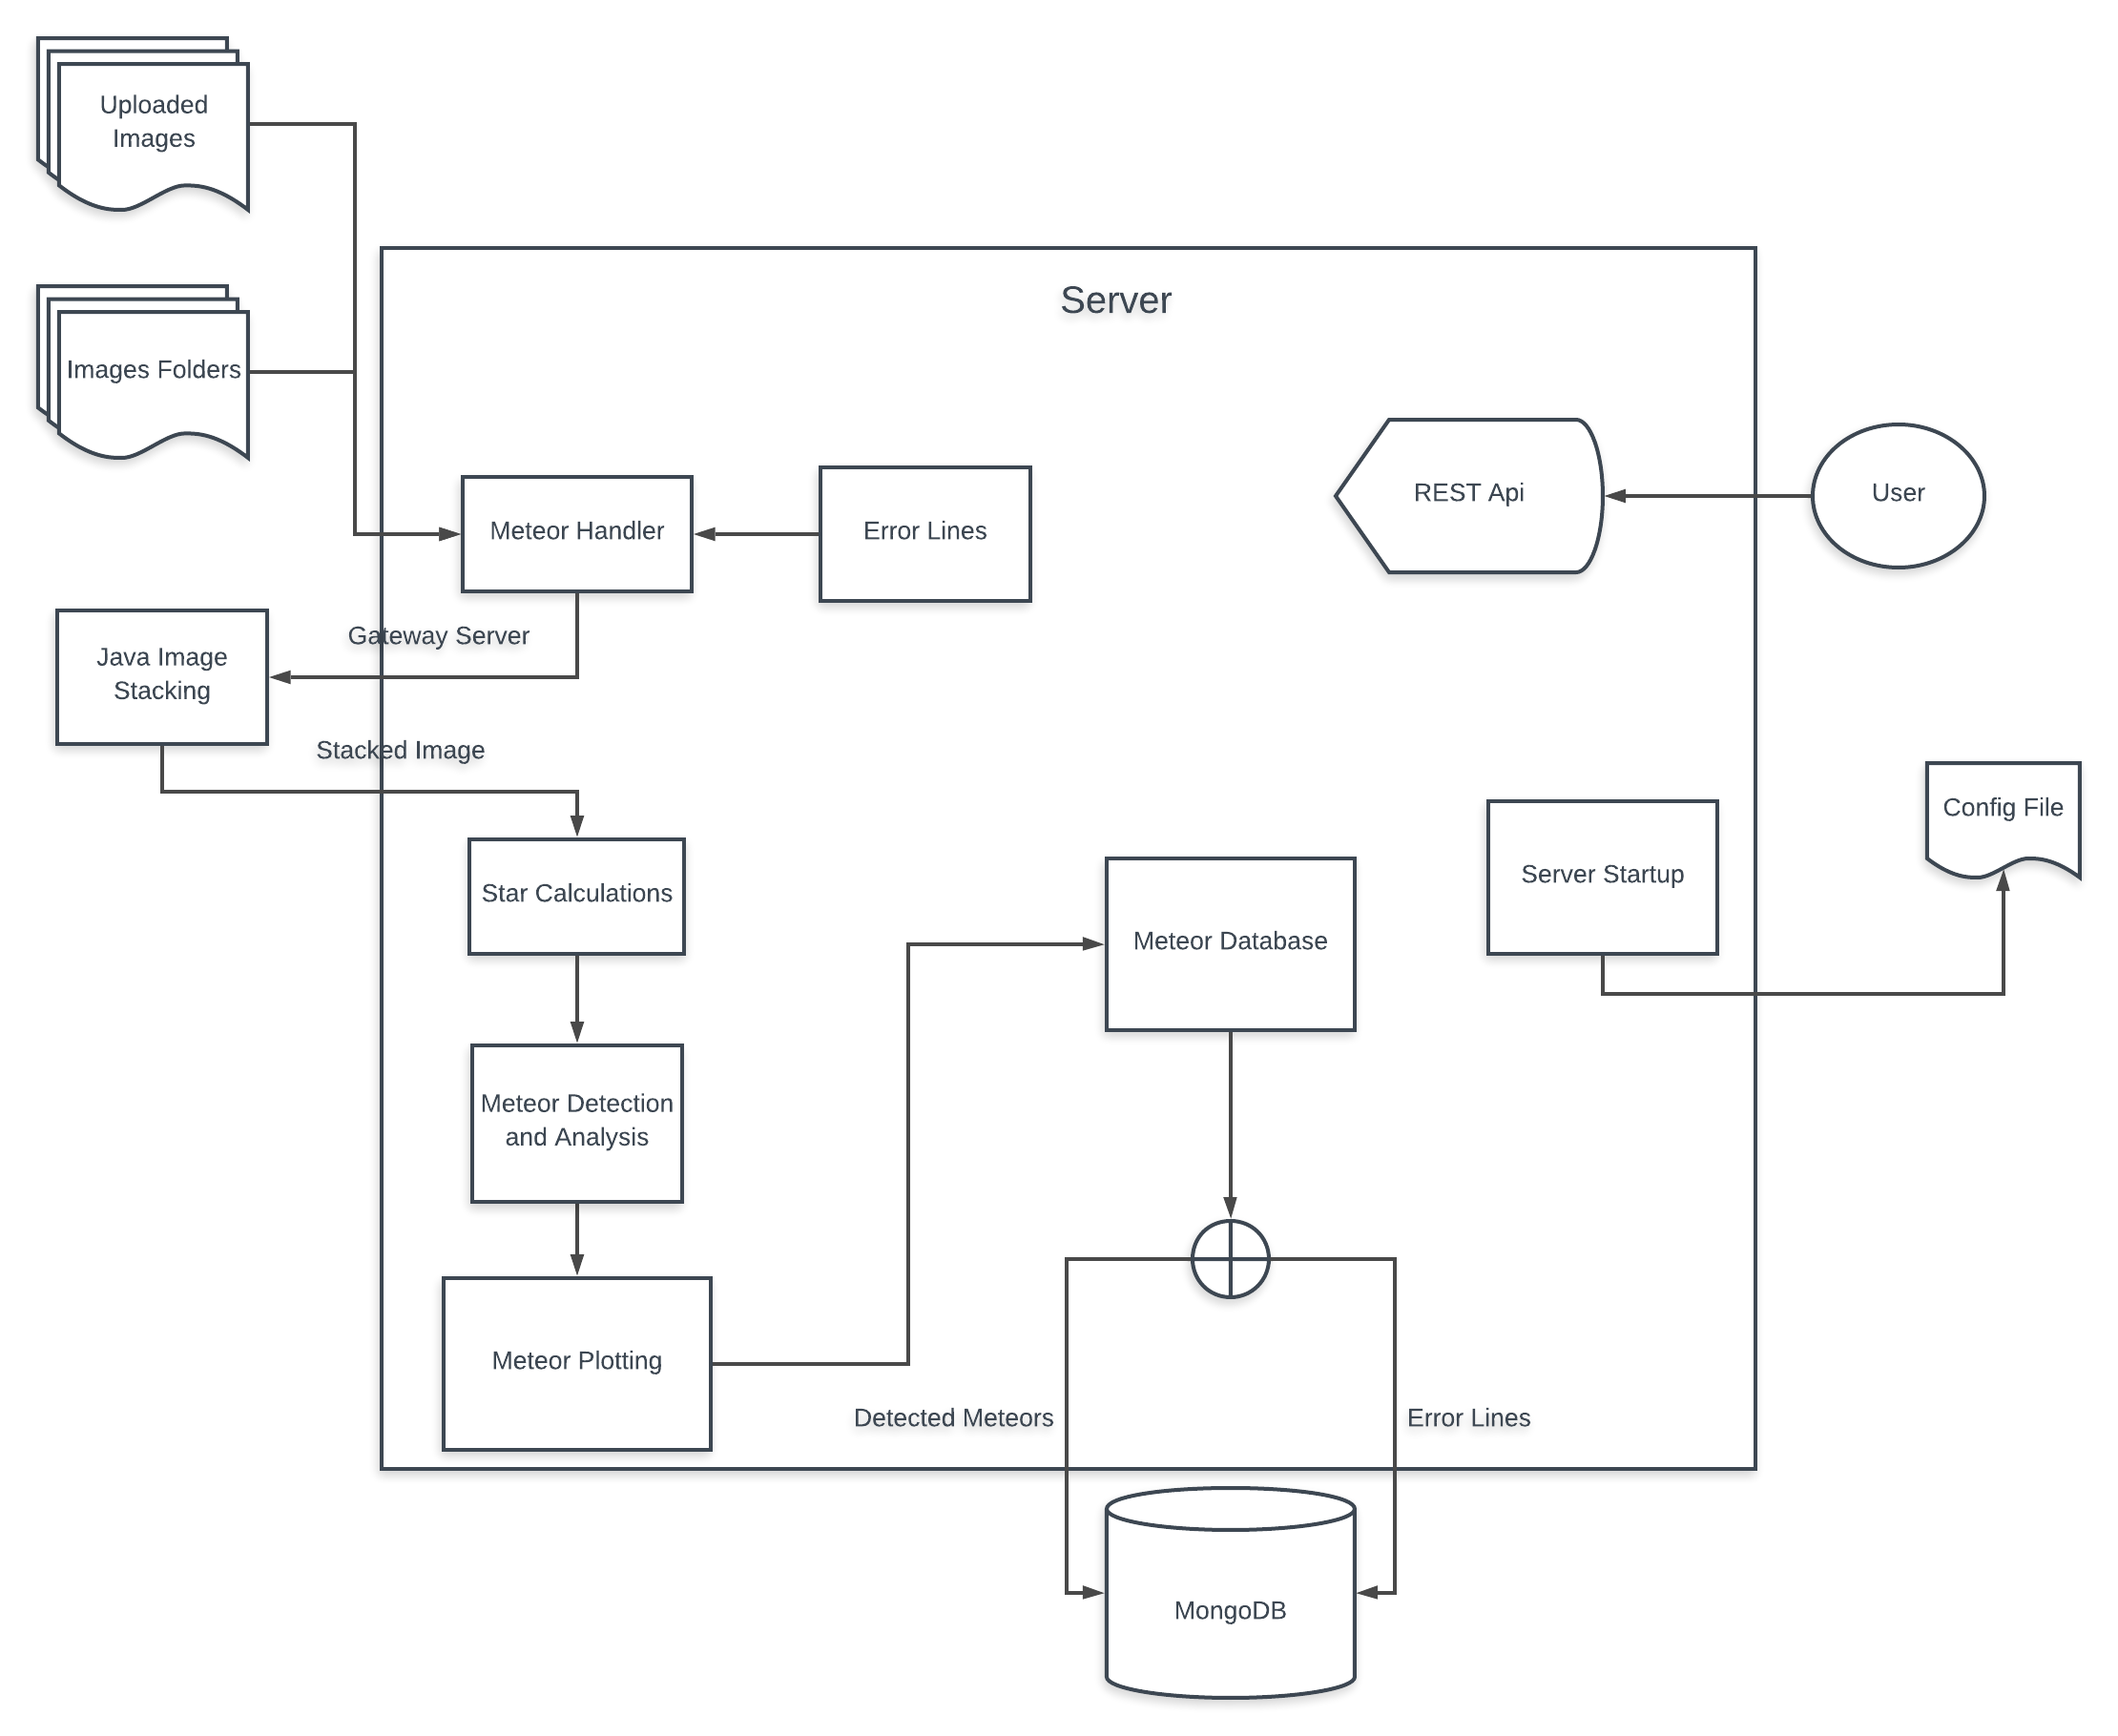 Uploaded
Images
Server
Images Folders
REST Api
User
Meteor Handler
Error Lines
Gateway Server
Java Image
Stacking
Stacked Image
Config File
Server Startup
Star Calculations
Meteor Database
Meteor Detection
and Analysis
Meteor Plotting
Detected Meteors
Error Lines
MongoDB